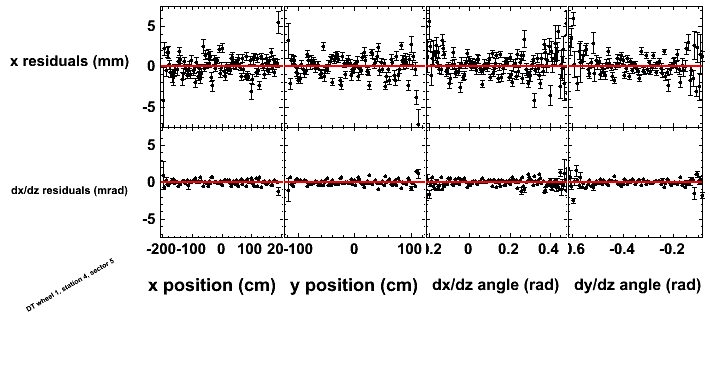 x residuals (mm)
5
0
-5
dx/dz residuals (mrad)
5
0
-5
-200-100 0 100 20-100 0 100 0.2 0 0.2 0.4 0.6 -0.4 -0.2
x position (cm) y position (cm) dx/dz angle (rad) dy/dz angle (rad)
DT wheel 1, station 4, sector 5